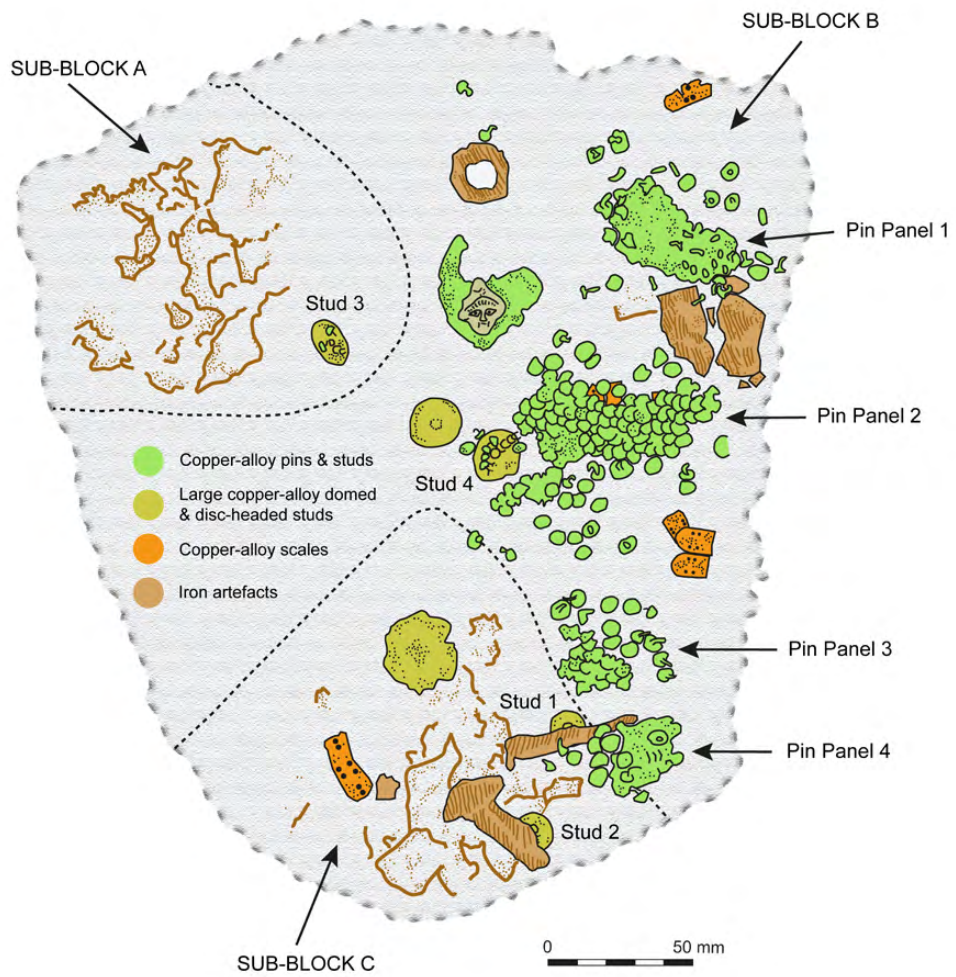 SUB-BLOCK B
SUB-BLOCK A
Pin Panel 1
Stud 3
Pin Panel 2
Copper-alloy pins & studs
Stud 4
Large copper-alloy domed
& disc-headed studs
Copper-alloy scales
Iron artefacts
Pin Panel 3
Stud 1
Pin Panel 4
Stud 2
SUB-BLOCK C
0 50 mm